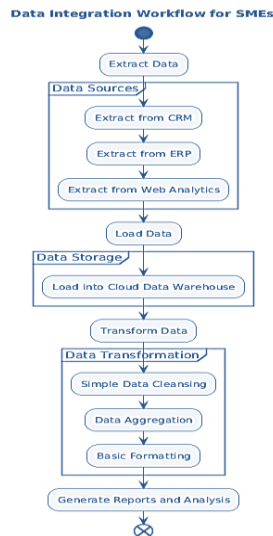 Data Integration Workflow for SMEs
Extract Data
Data Sources
Extract from CRM
Extract from ERP
Extract from Web Analytics
Load Data
Data Storage
Load into Cloud Data Warehouse
Transform Data
Data Transformation
Simple Data Cleansing
Data Aggregation
Basic Formatting
Generate Reports and Analysis